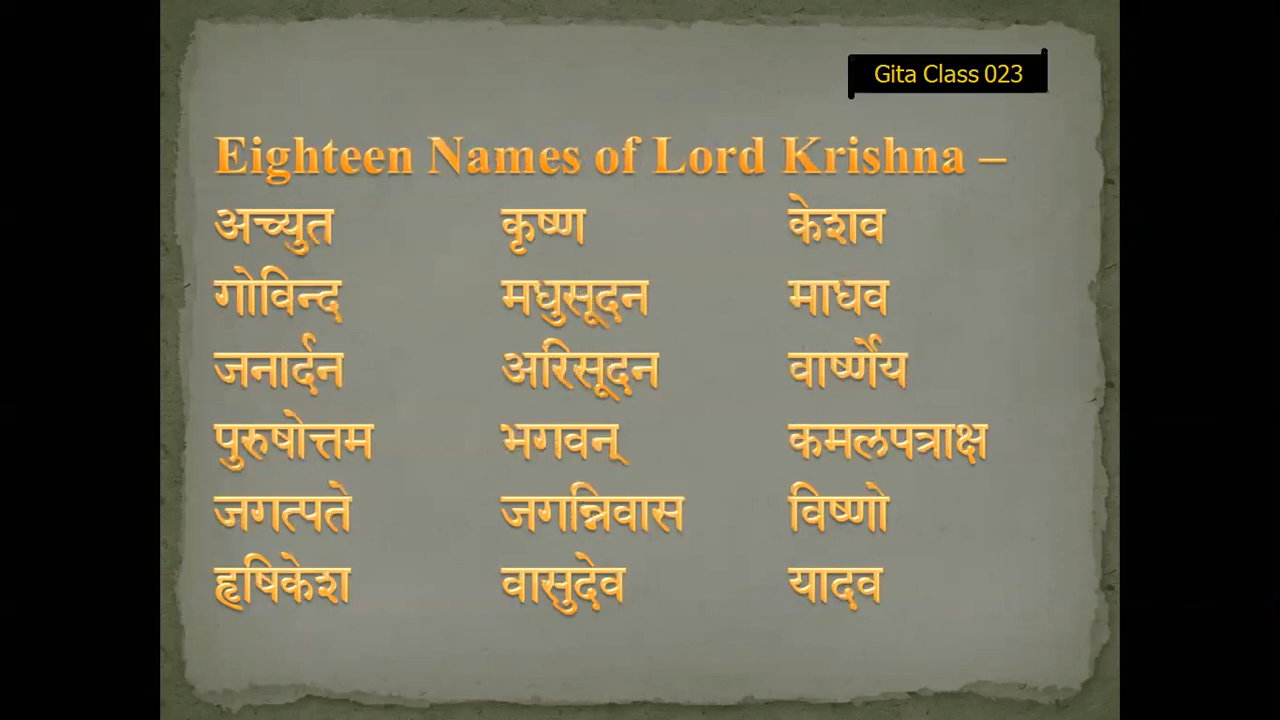 Gita Class 023
Eighteen Names of Lord Krishna –
अच्युत कृष्ण केशव
गोविन्द मधुसूदन माधव
जनार्दन अरिसूदन वार्ष्णेय
पुरुषोत्तम भगवन् कमलपत्राक्ष
जगत्पते जगन्निवास विष्णो
हृषिकेश वासुदेव यादव